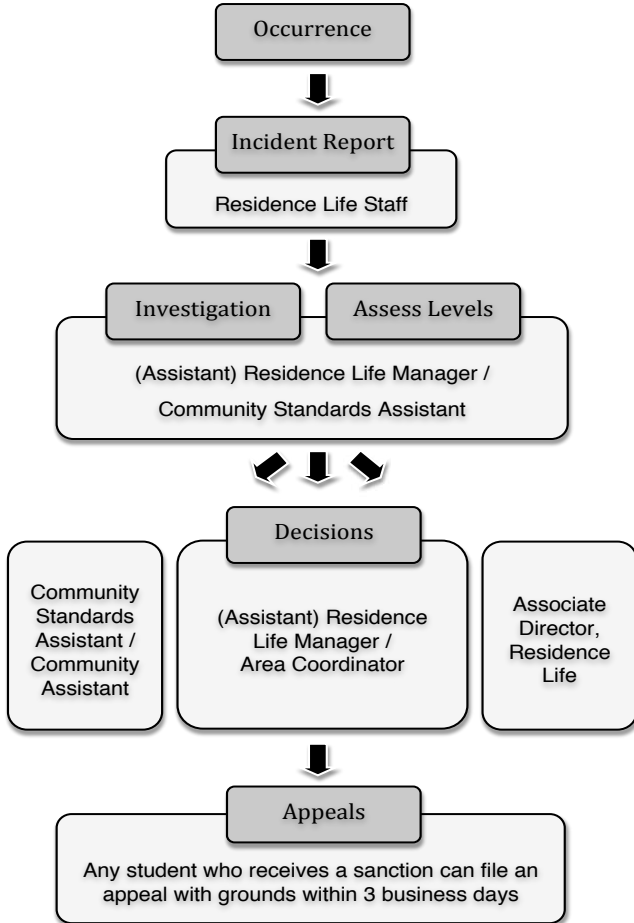 Occurrence
Incident Report
Residence Life Staff
Investigation
Assess Levels
(Assistant) Residence Life Manager /
Community Standards Assistant
Decisions
Community
Standards
Assistant /
Community
Assistant
(Assistant) Residence
Life Manager /
Area Coordinator
Associate
Director,
Residence
Life
Appeals
Any student who receives a sanction can file an
appeal with grounds within 3 business days